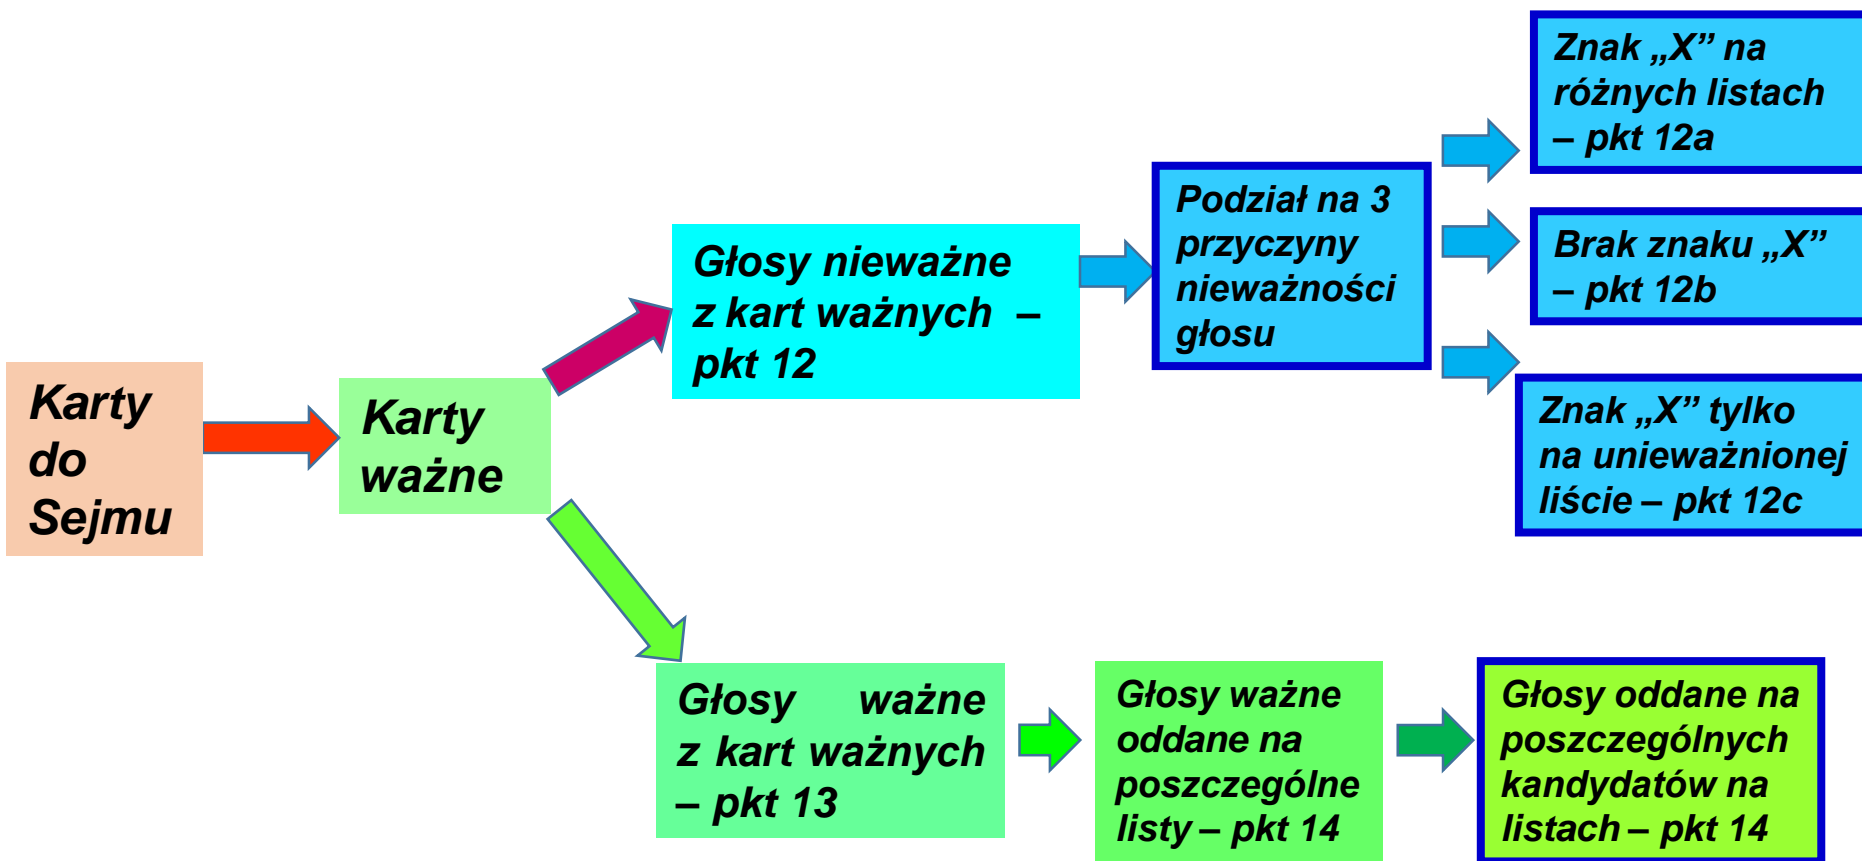 Karty
do
Sejmu
Karty
ważne
Głosy nieważne
z kart ważnych –
pkt 12
Podział na 3
przyczyny
nieważności
głosu
Znak „X” na
różnych listach
– pkt 12a
Brak znaku „X”
– pkt 12b
Znak „X” tylko
na unieważnionej
liście – pkt 12c
Głosy ważne
z kart ważnych
– pkt 13
Głosy ważne
oddane na
poszczególne
listy – pkt 14
Głosy oddane na
poszczególnych
kandydatów na
listach – pkt 14